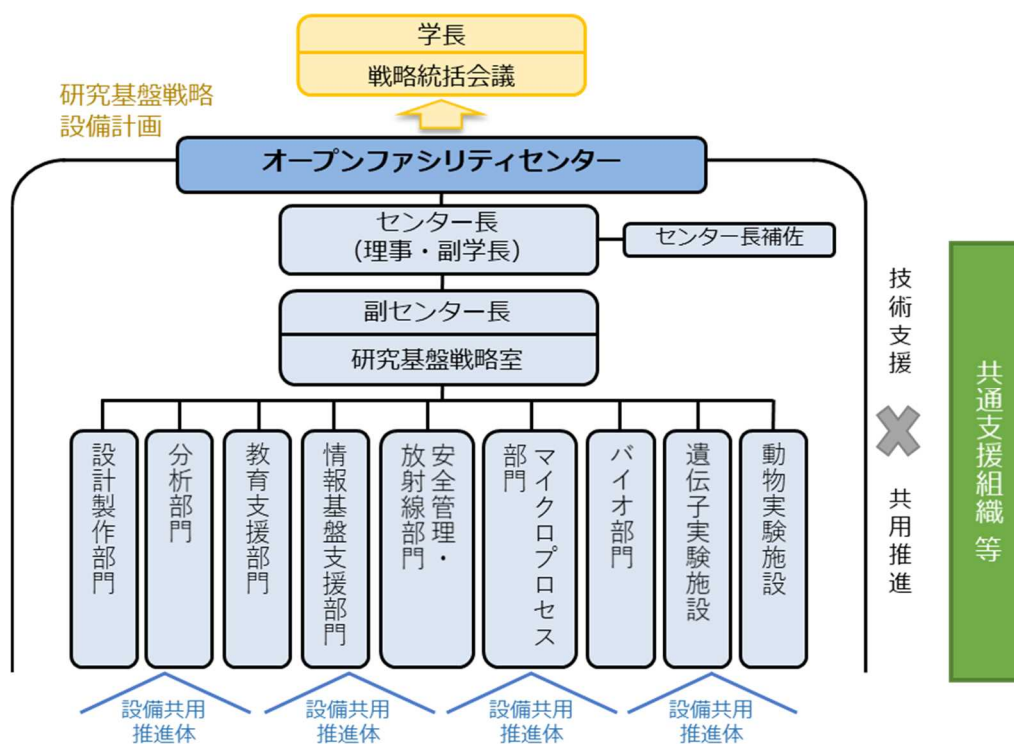 学長
戦略統括会議
研究基盤戦略
設備計画
オープンファシリティセンター
センター長
（理事・副学長）
センター長補佐
副センター長
研究基盤戦略室
設計製作部門
分析部門
教育支援部門
情報基盤支援部門
安全管理・
放射線部門
マイクロプロセス
部門
バイオ部門
遺伝子実験施設
動物実験施設
技術支援
共用推進
共通支援組織 等
設備共用
推進体
設備共用
推進体
設備共用
推進体
設備共用
推進体